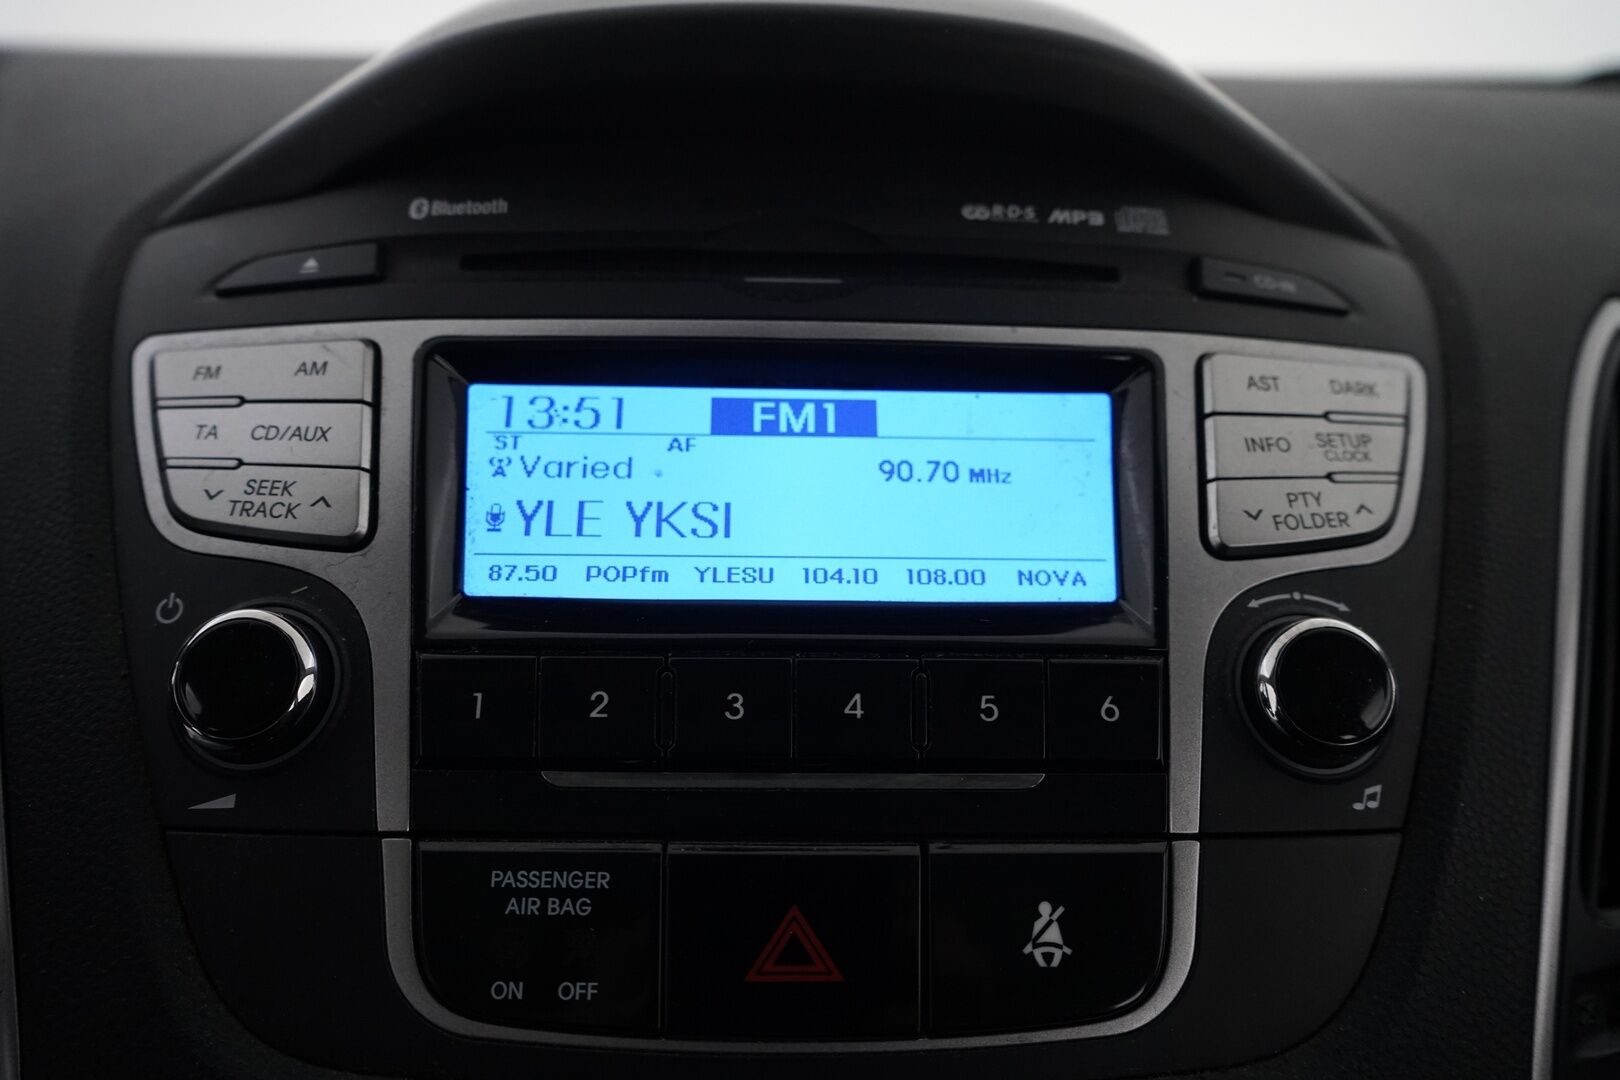 Bluetooth
RDS MP3
CD-IN
FM AM
TA CD/AUX
SEEK
TRACK
13:51 FM1
ST AF
Varied 90.70 MHz
YLE YKSI
87.50 POPfm YLESU 104.10 108.00 NOVA
AST DARK
INFO SETUP
CLOCK
PTY
FOLDER
1 2 3 4 5 6
PASSENGER
AIR BAG
ON OFF